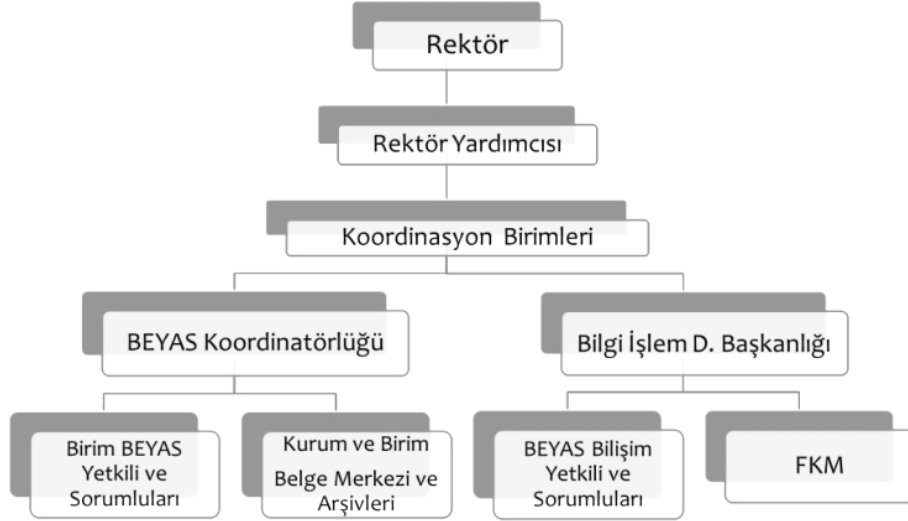 Rektör
Rektör Yardımcısı
Koordinasyon Birimleri
BEYAS Koordinatörlüğü
Bilgi İşlem D. Başkanlığı
Birim BEYAS
Yetkili ve
Sorumluları
Kurum ve Birim
Belge Merkezi ve
Arşivleri
BEYAS Bilişim
Yetkili ve
Sorumluları
FKM